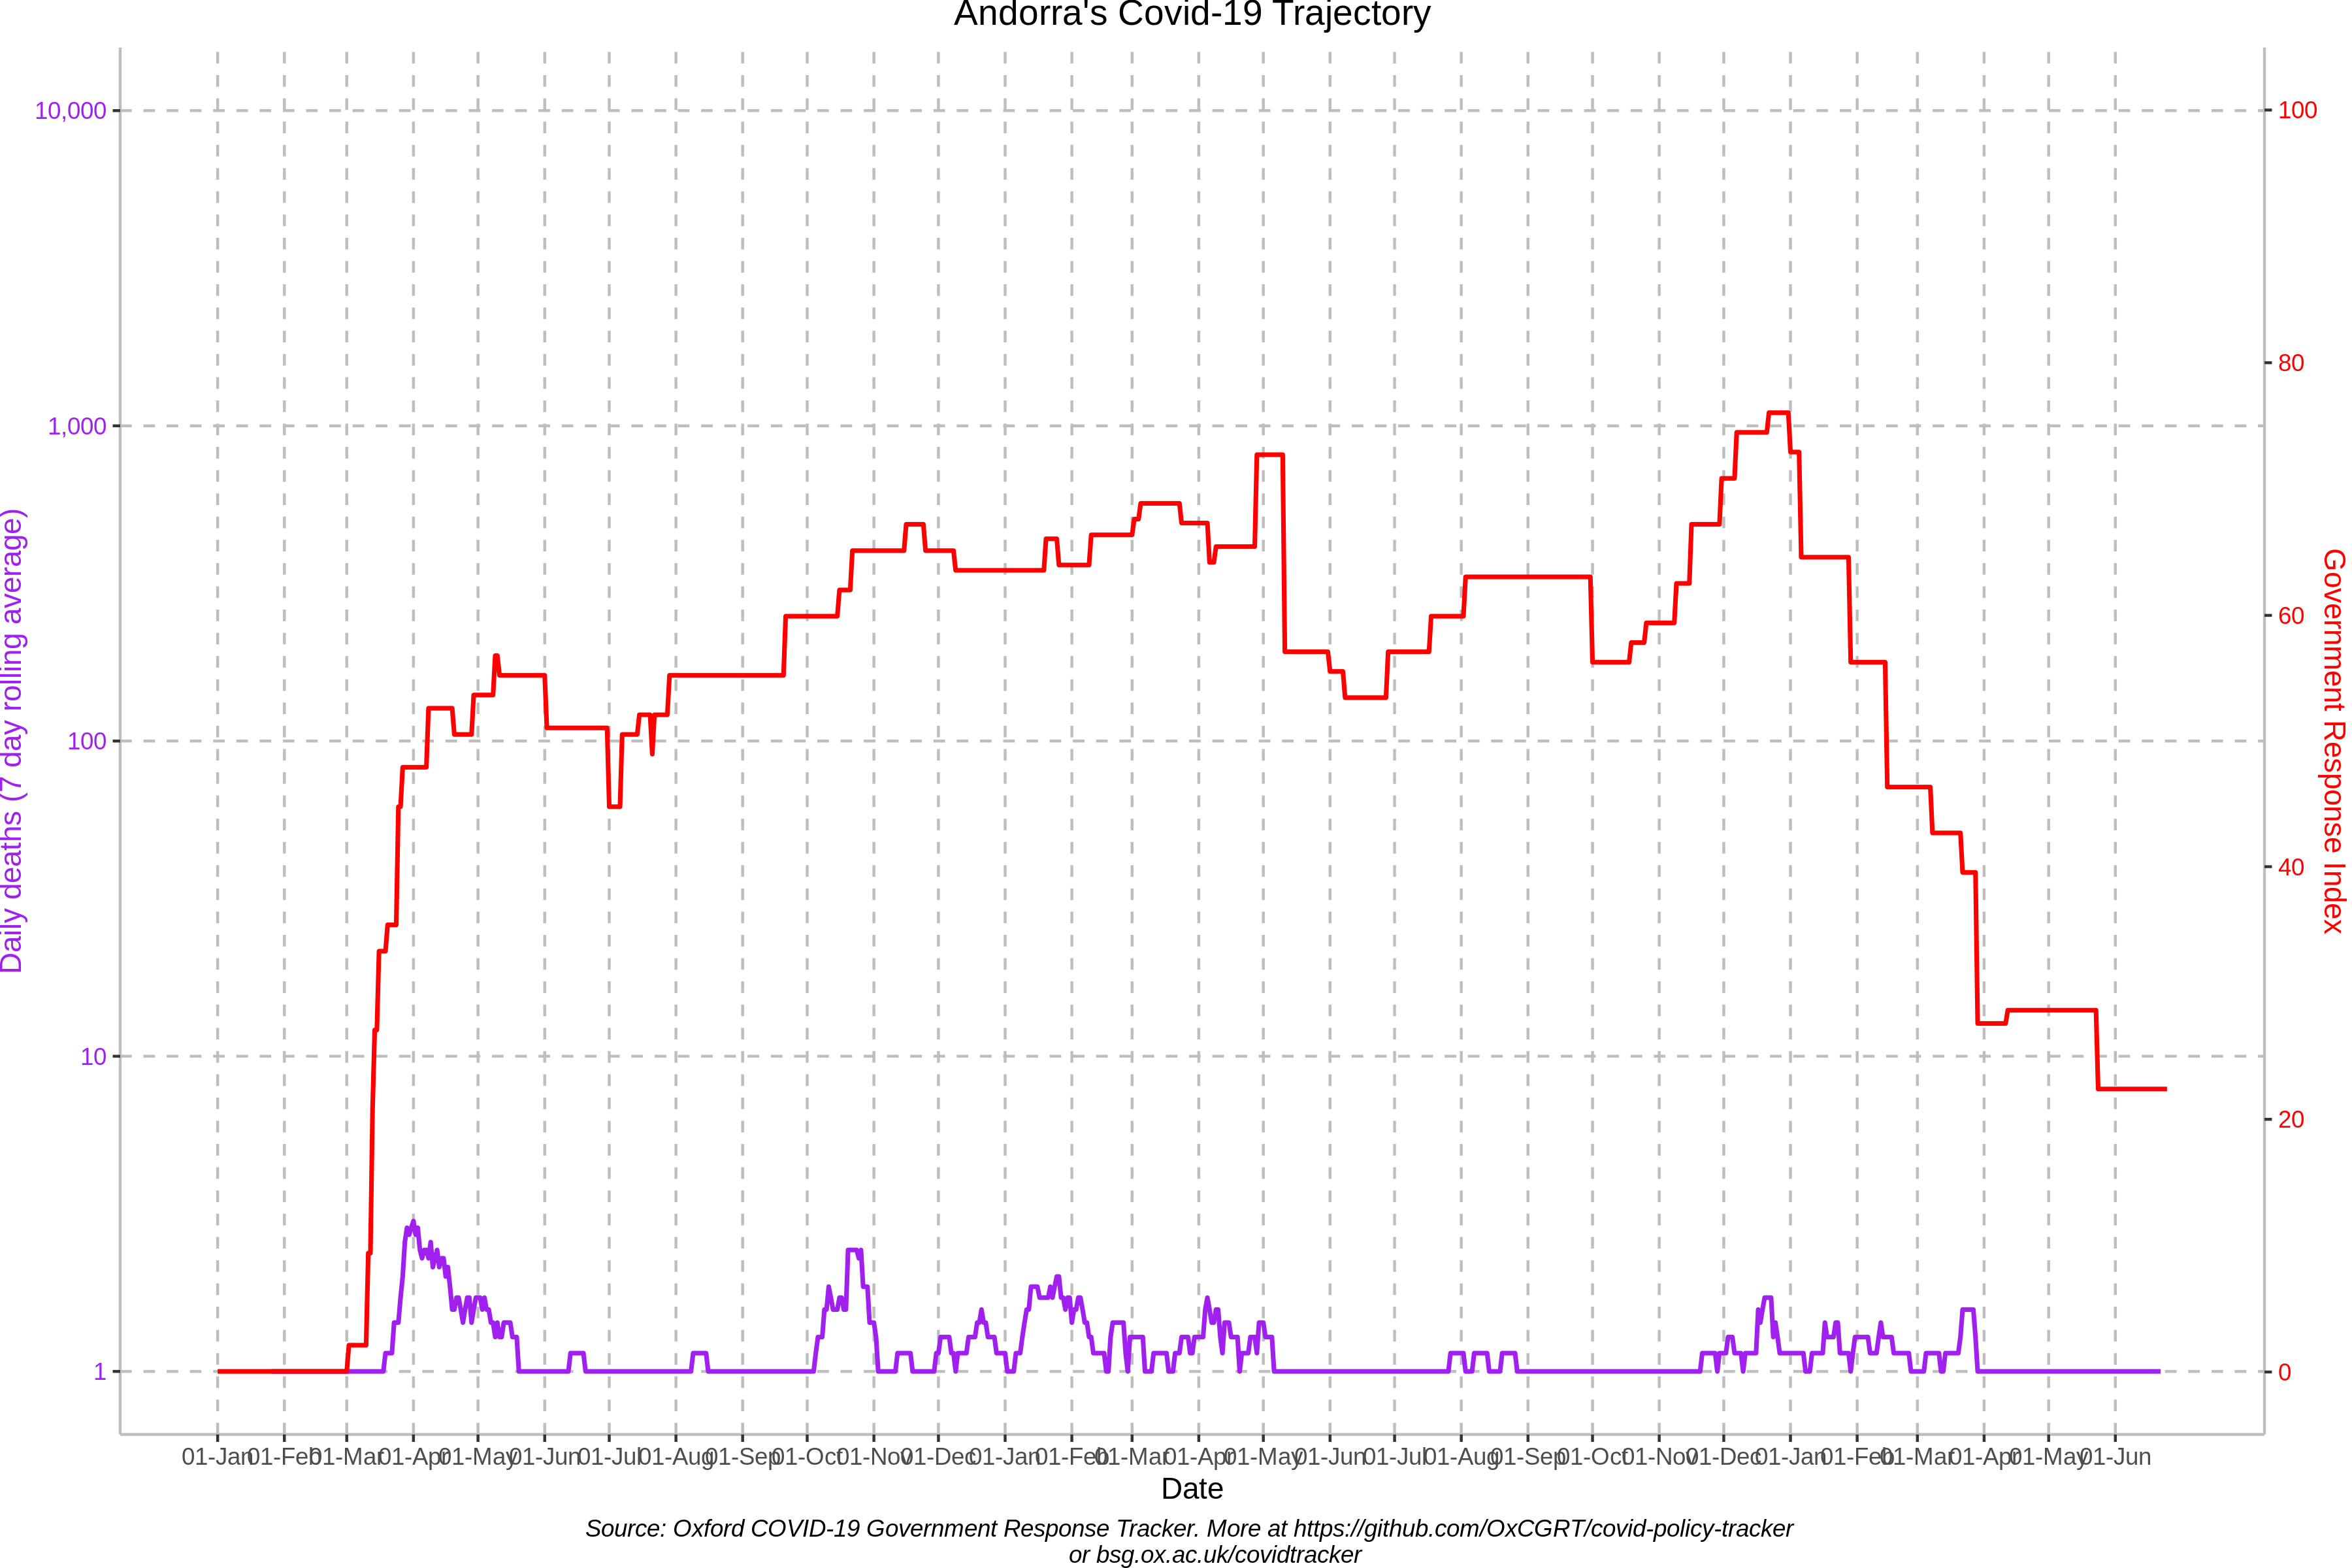 Andorra's Covid-19 Trajectory
10,000
1,000
100
10
1
Daily deaths (7 day rolling average)
100
80
60
40
20
0
Government Response Index
01-Jan 01-Feb 01-Mar 01-Apr 01-May 01-Jun 01-Jul 01-Aug 01-Sep 01-Oct 01-Nov 01-Dec 01-Jan 01-Feb 01-Mar 01-Apr 01-May 01-Jun 01-Jul 01-Aug 01-Sep 01-Oct 01-Nov 01-Dec 01-Jan 01-Feb 01-Mar 01-Apr 01-May 01-Jun
Date
Source: Oxford COVID-19 Government Response Tracker. More at https://github.com/OxCGRT/covid-policy-tracker
or bsg.ox.ac.uk/covidtracker